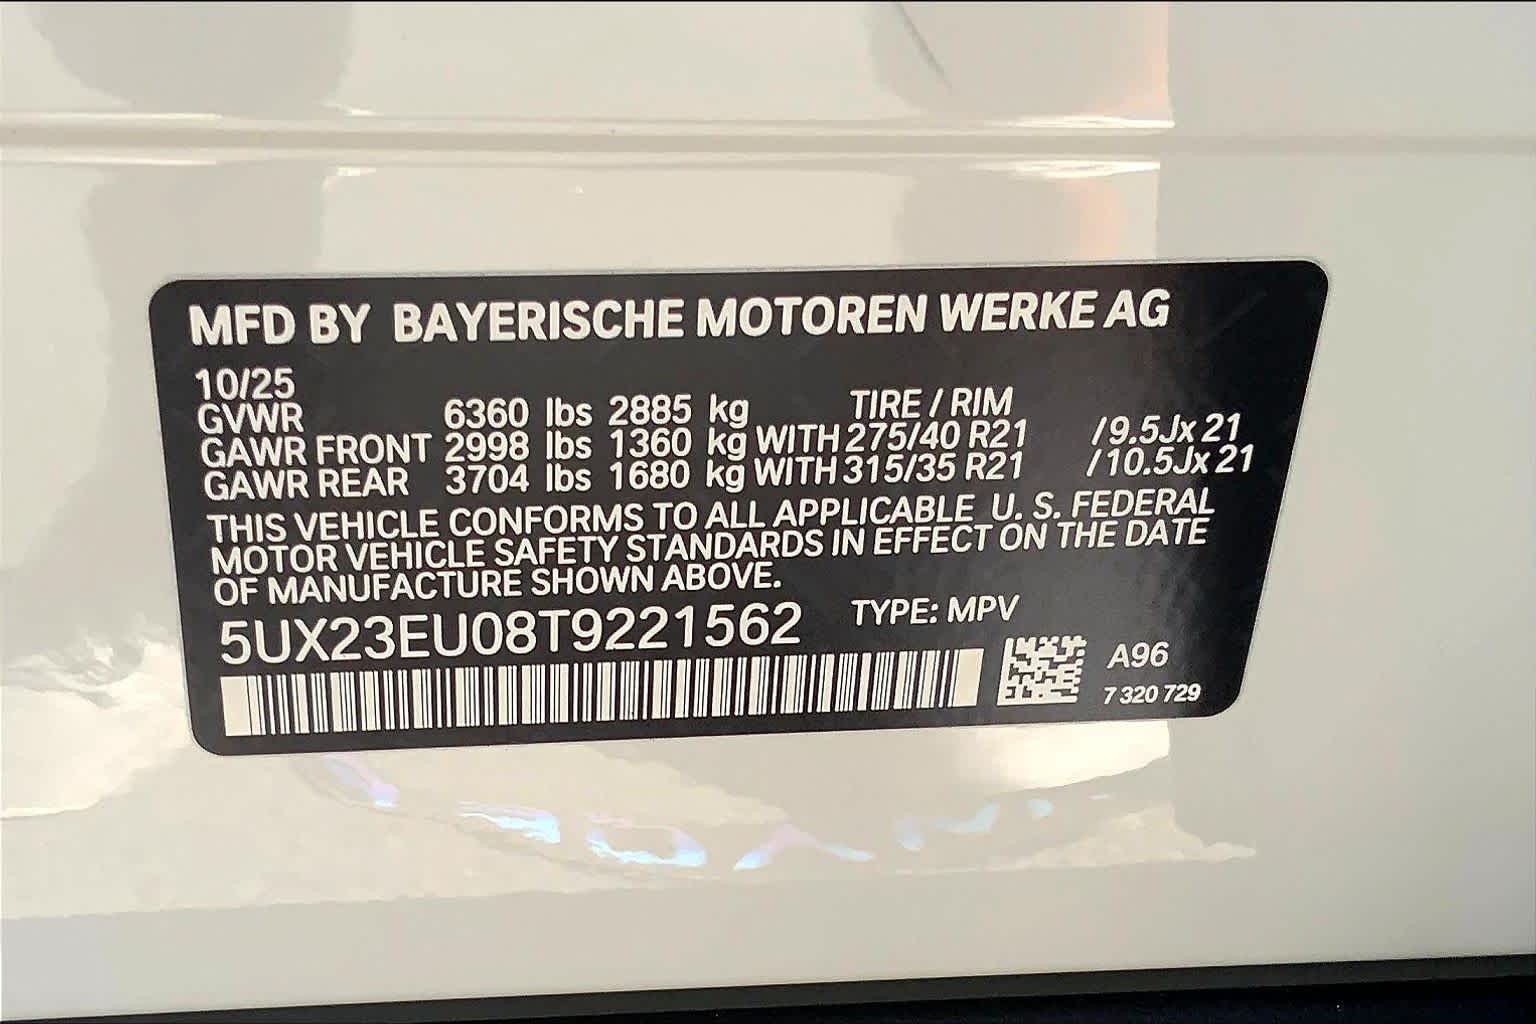 MFD BY BAYERISCHE MOTOREN WERKE AG
10/25
GVWR 6360 lbs 2885 kg TIRE / RIM
GAWR FRONT 2998 lbs 1360 kg WITH 275/40 R21 /9.5Jx 21
GAWR REAR 3704 lbs 1680 kg WITH 315/35 R21 /10.5Jx 21
THIS VEHICLE CONFORMS TO ALL APPLICABLE U. S. FEDERAL
MOTOR VEHICLE SAFETY STANDARDS IN EFFECT ON THE DATE
OF MANUFACTURE SHOWN ABOVE.
5UX23EU08T9221562 TYPE: MPV
A96
7 320 729